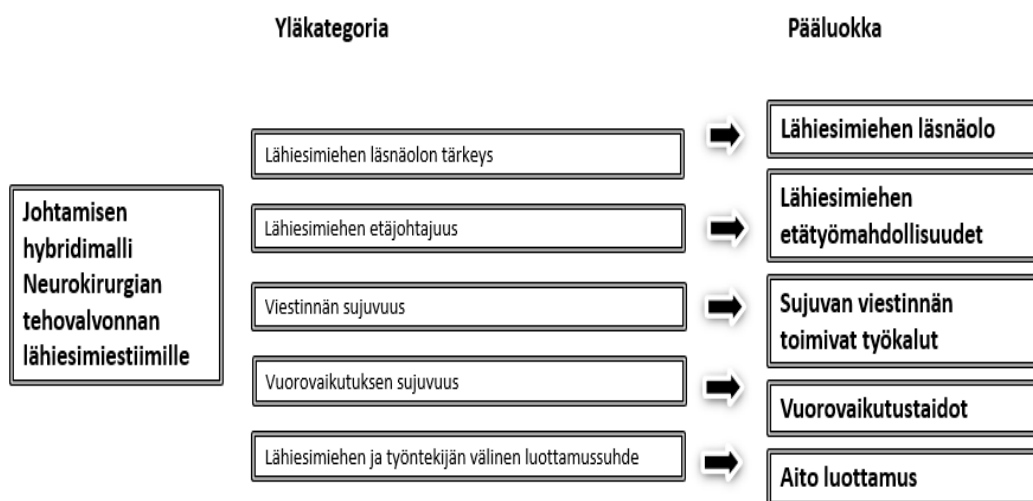 Yläkategoria
Pääluokka
Johtamisen
hybridimalli
Neurokirurgian
tehovalvonnan
lähiesimiestiimille
Lähiesimiehen läsnäolon tärkeys
Lähiesimiehen läsnäolo
Lähiesimiehen etäjohtajuus
Lähiesimiehen
etätyömahdollisuudet
Viestinnän sujuvuus
Sujuvan viestinnän
toimivat työkalut
Vuorovaikutuksen sujuvuus
Vuorovaikutustaidot
Lähiesimiehen ja työntekijän välinen luottamussuhde
Aito luottamus